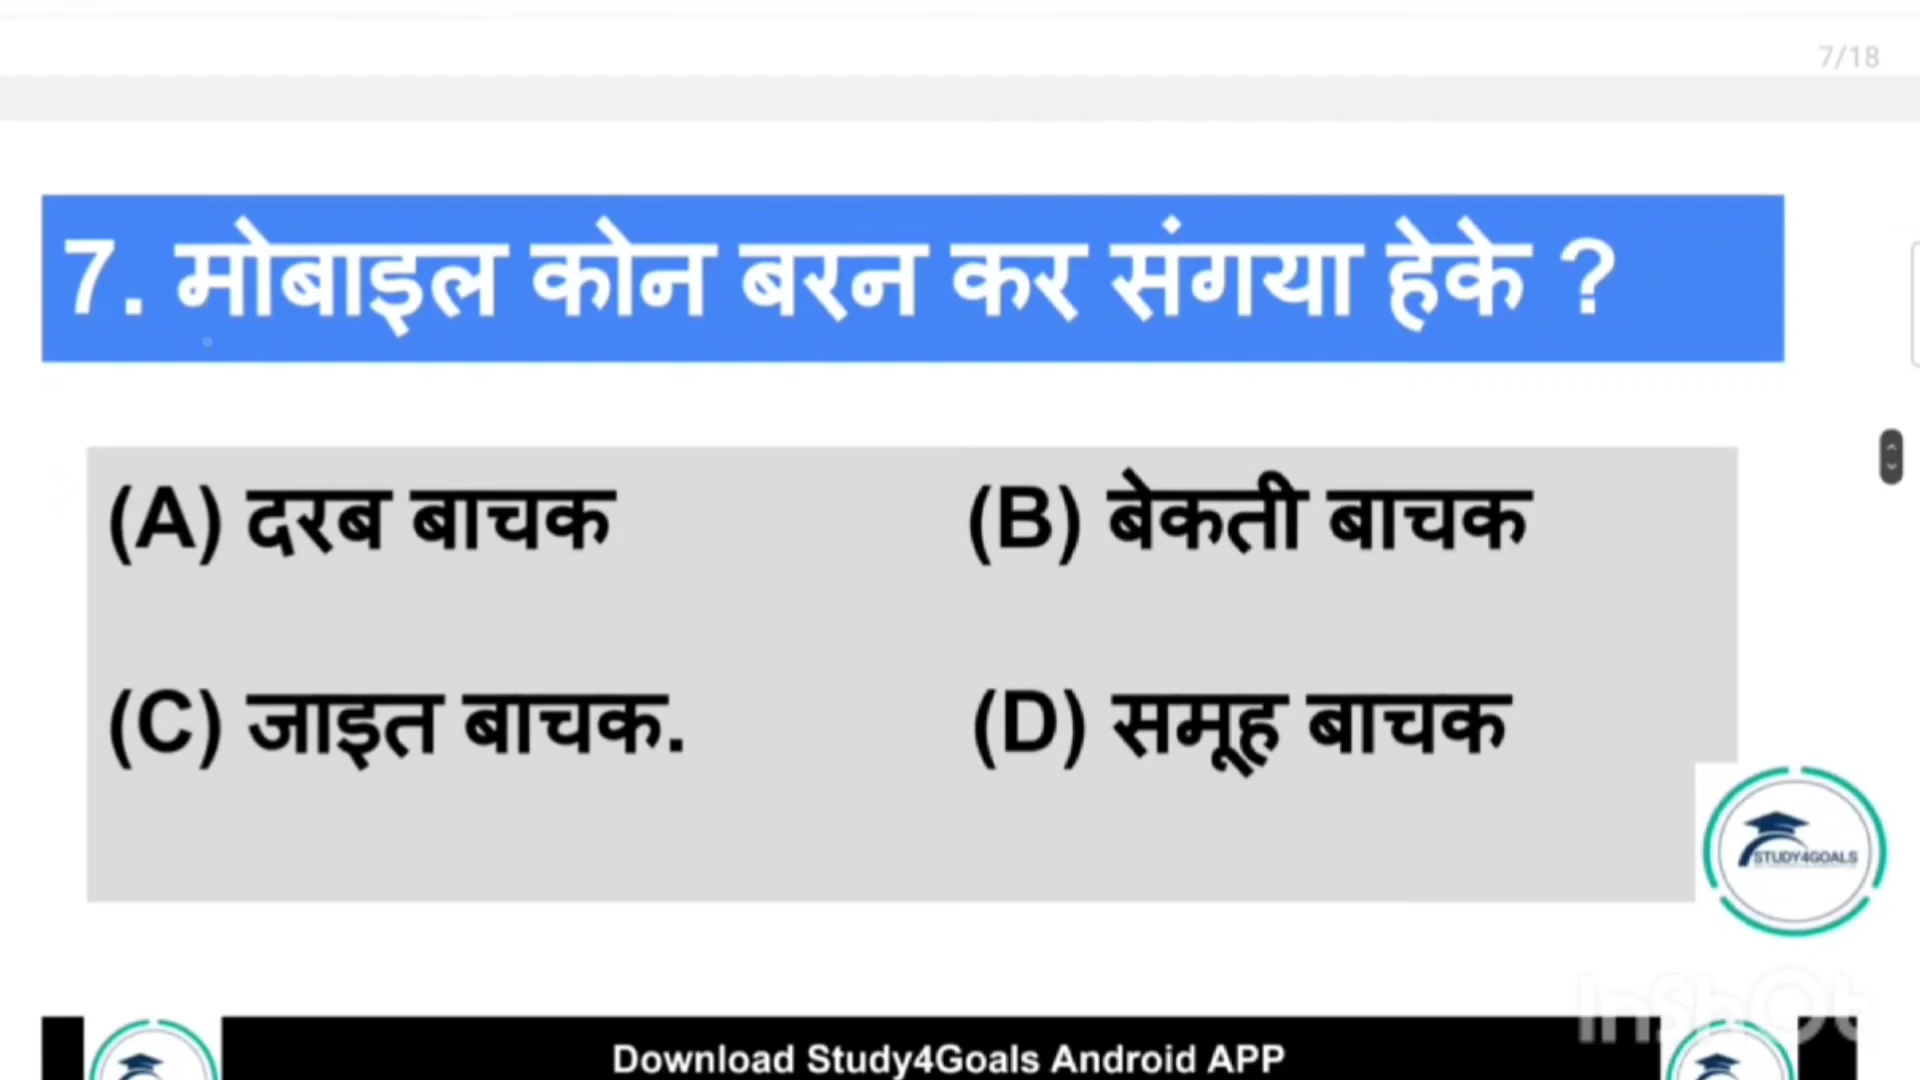 7/18
7. मोबाइल कोन बरन कर संगया हेके ?
(A) दरब बाचक (B) बेकती बाचक
(C) जाइत बाचक. (D) समूह बाचक
STUDY4GOALS
InShOt
Download Study4Goals Android APP